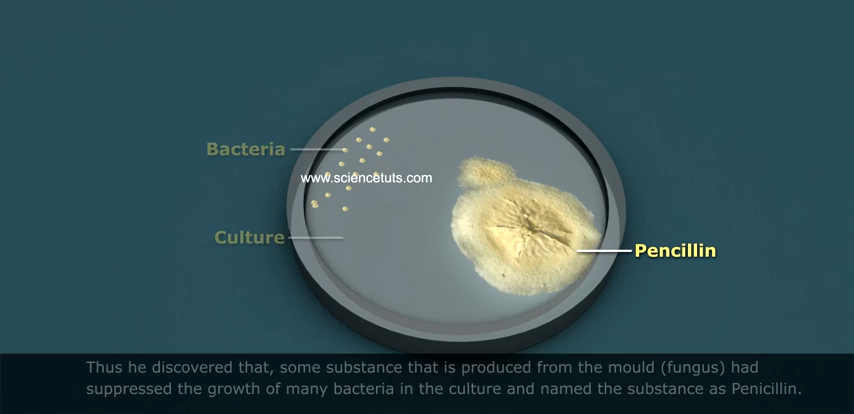 Bacteria
www.sciencetuts.com
Culture
Pencillin
Thus he discovered that, some substance that is produced from the mould (fungus) had
suppressed the growth of many bacteria in the culture and named the substance as Penicillin.